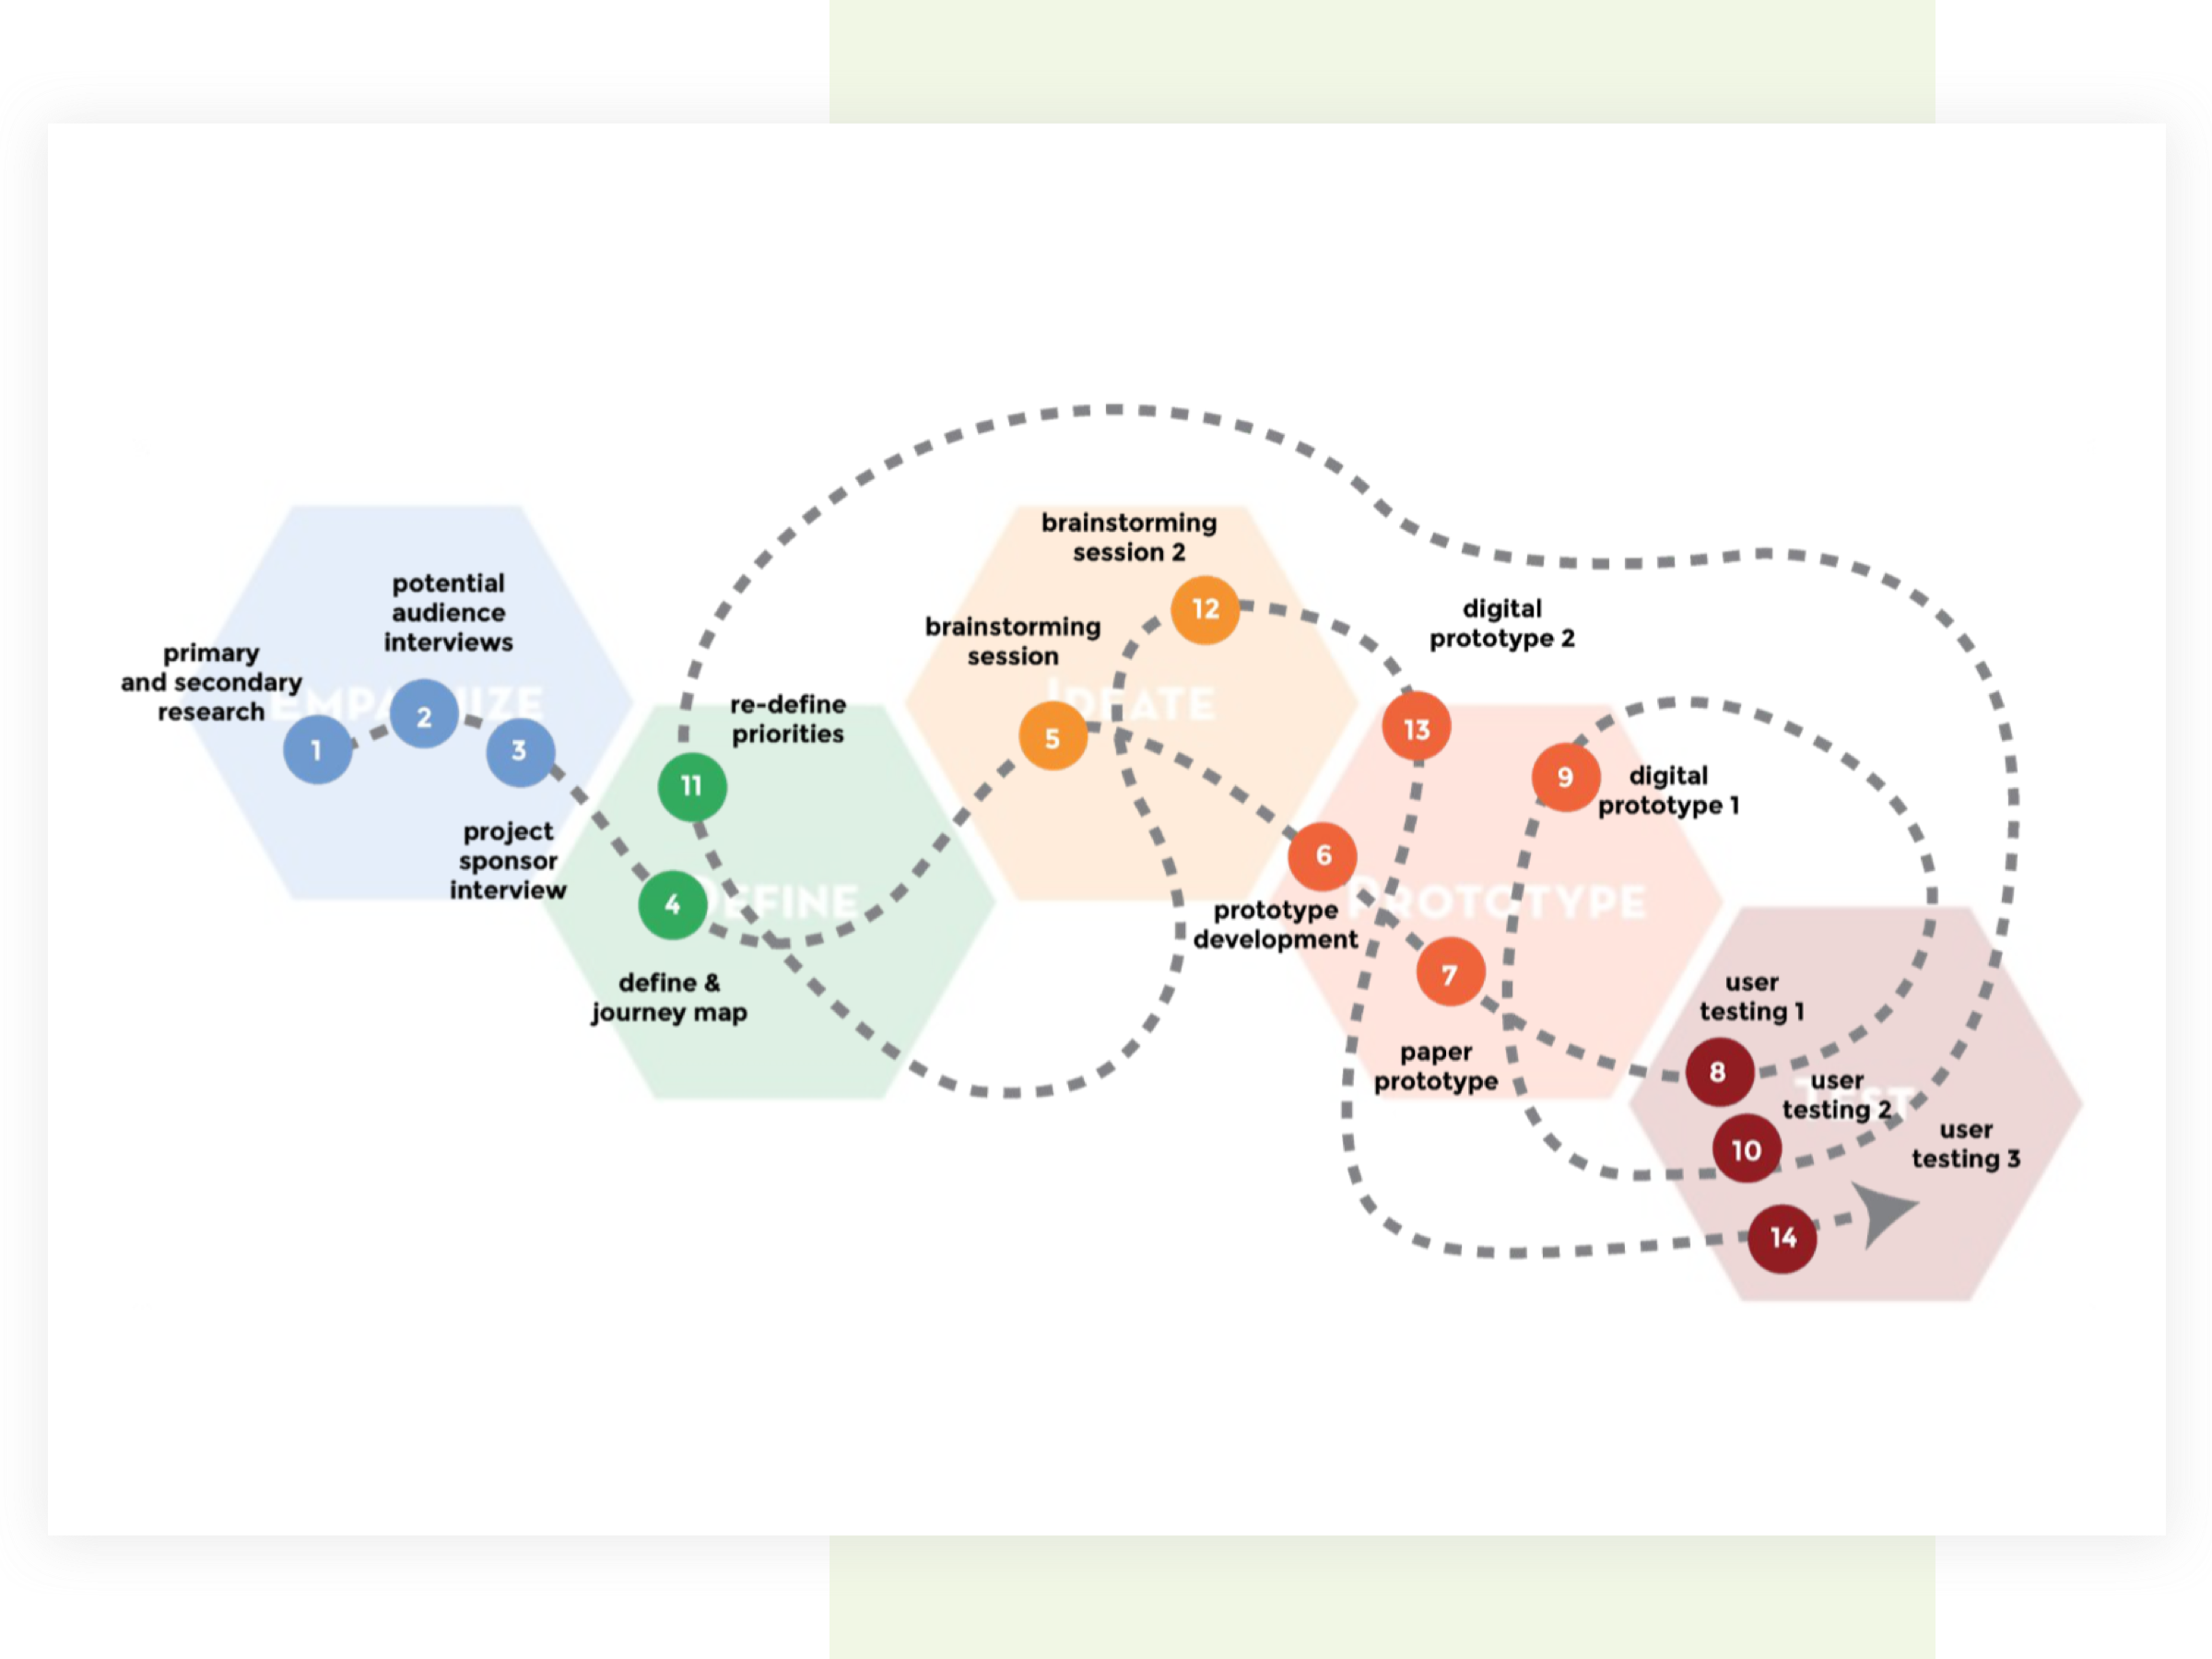 primary
and secondary
research
potential
audience
interviews
EMPATHIZE
1
2
3
project
sponsor
interview
re-define
priorities
11
4
DEFINE
define &
journey map
brainstorming
session 2
12
brainstorming
session
IDEATE
5
digital
prototype 2
13
9
digital
prototype 1
6
PROTOTYPE
prototype
development
7
paper
prototype
user
testing 1
8
TEST
user
testing 2
10
user
testing 3
14